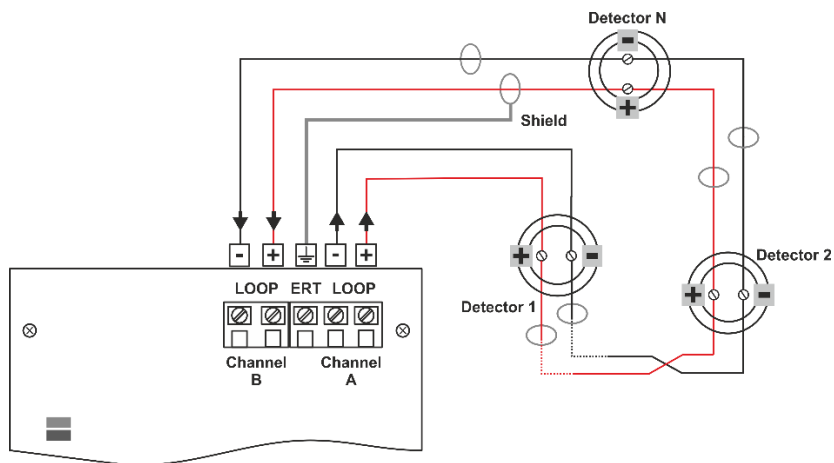 Detector N
-
+
Shield
- + - +
+ -
Detector 1
Detector 2
+ -
LOOP ERT LOOP
Channel B
Channel A